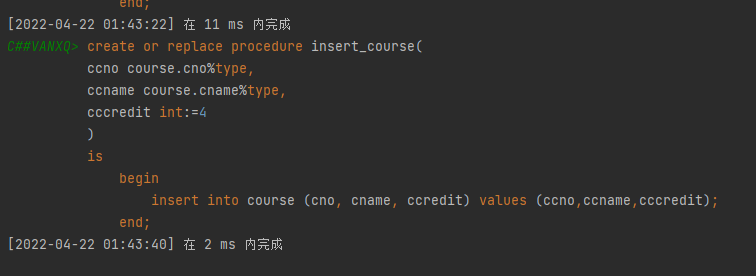 end;
[2022-04-22 01:43:22] 在 11 ms 内完成
C##VANXQ> create or replace procedure insert_course(
ccno course.cno%type,
ccname course.cname%type,
cccredit int:=4
)
is
begin
insert into course (cno, cname, ccredit) values (ccno,ccname,cccredit);
end;
[2022-04-22 01:43:40] 在 2 ms 内完成